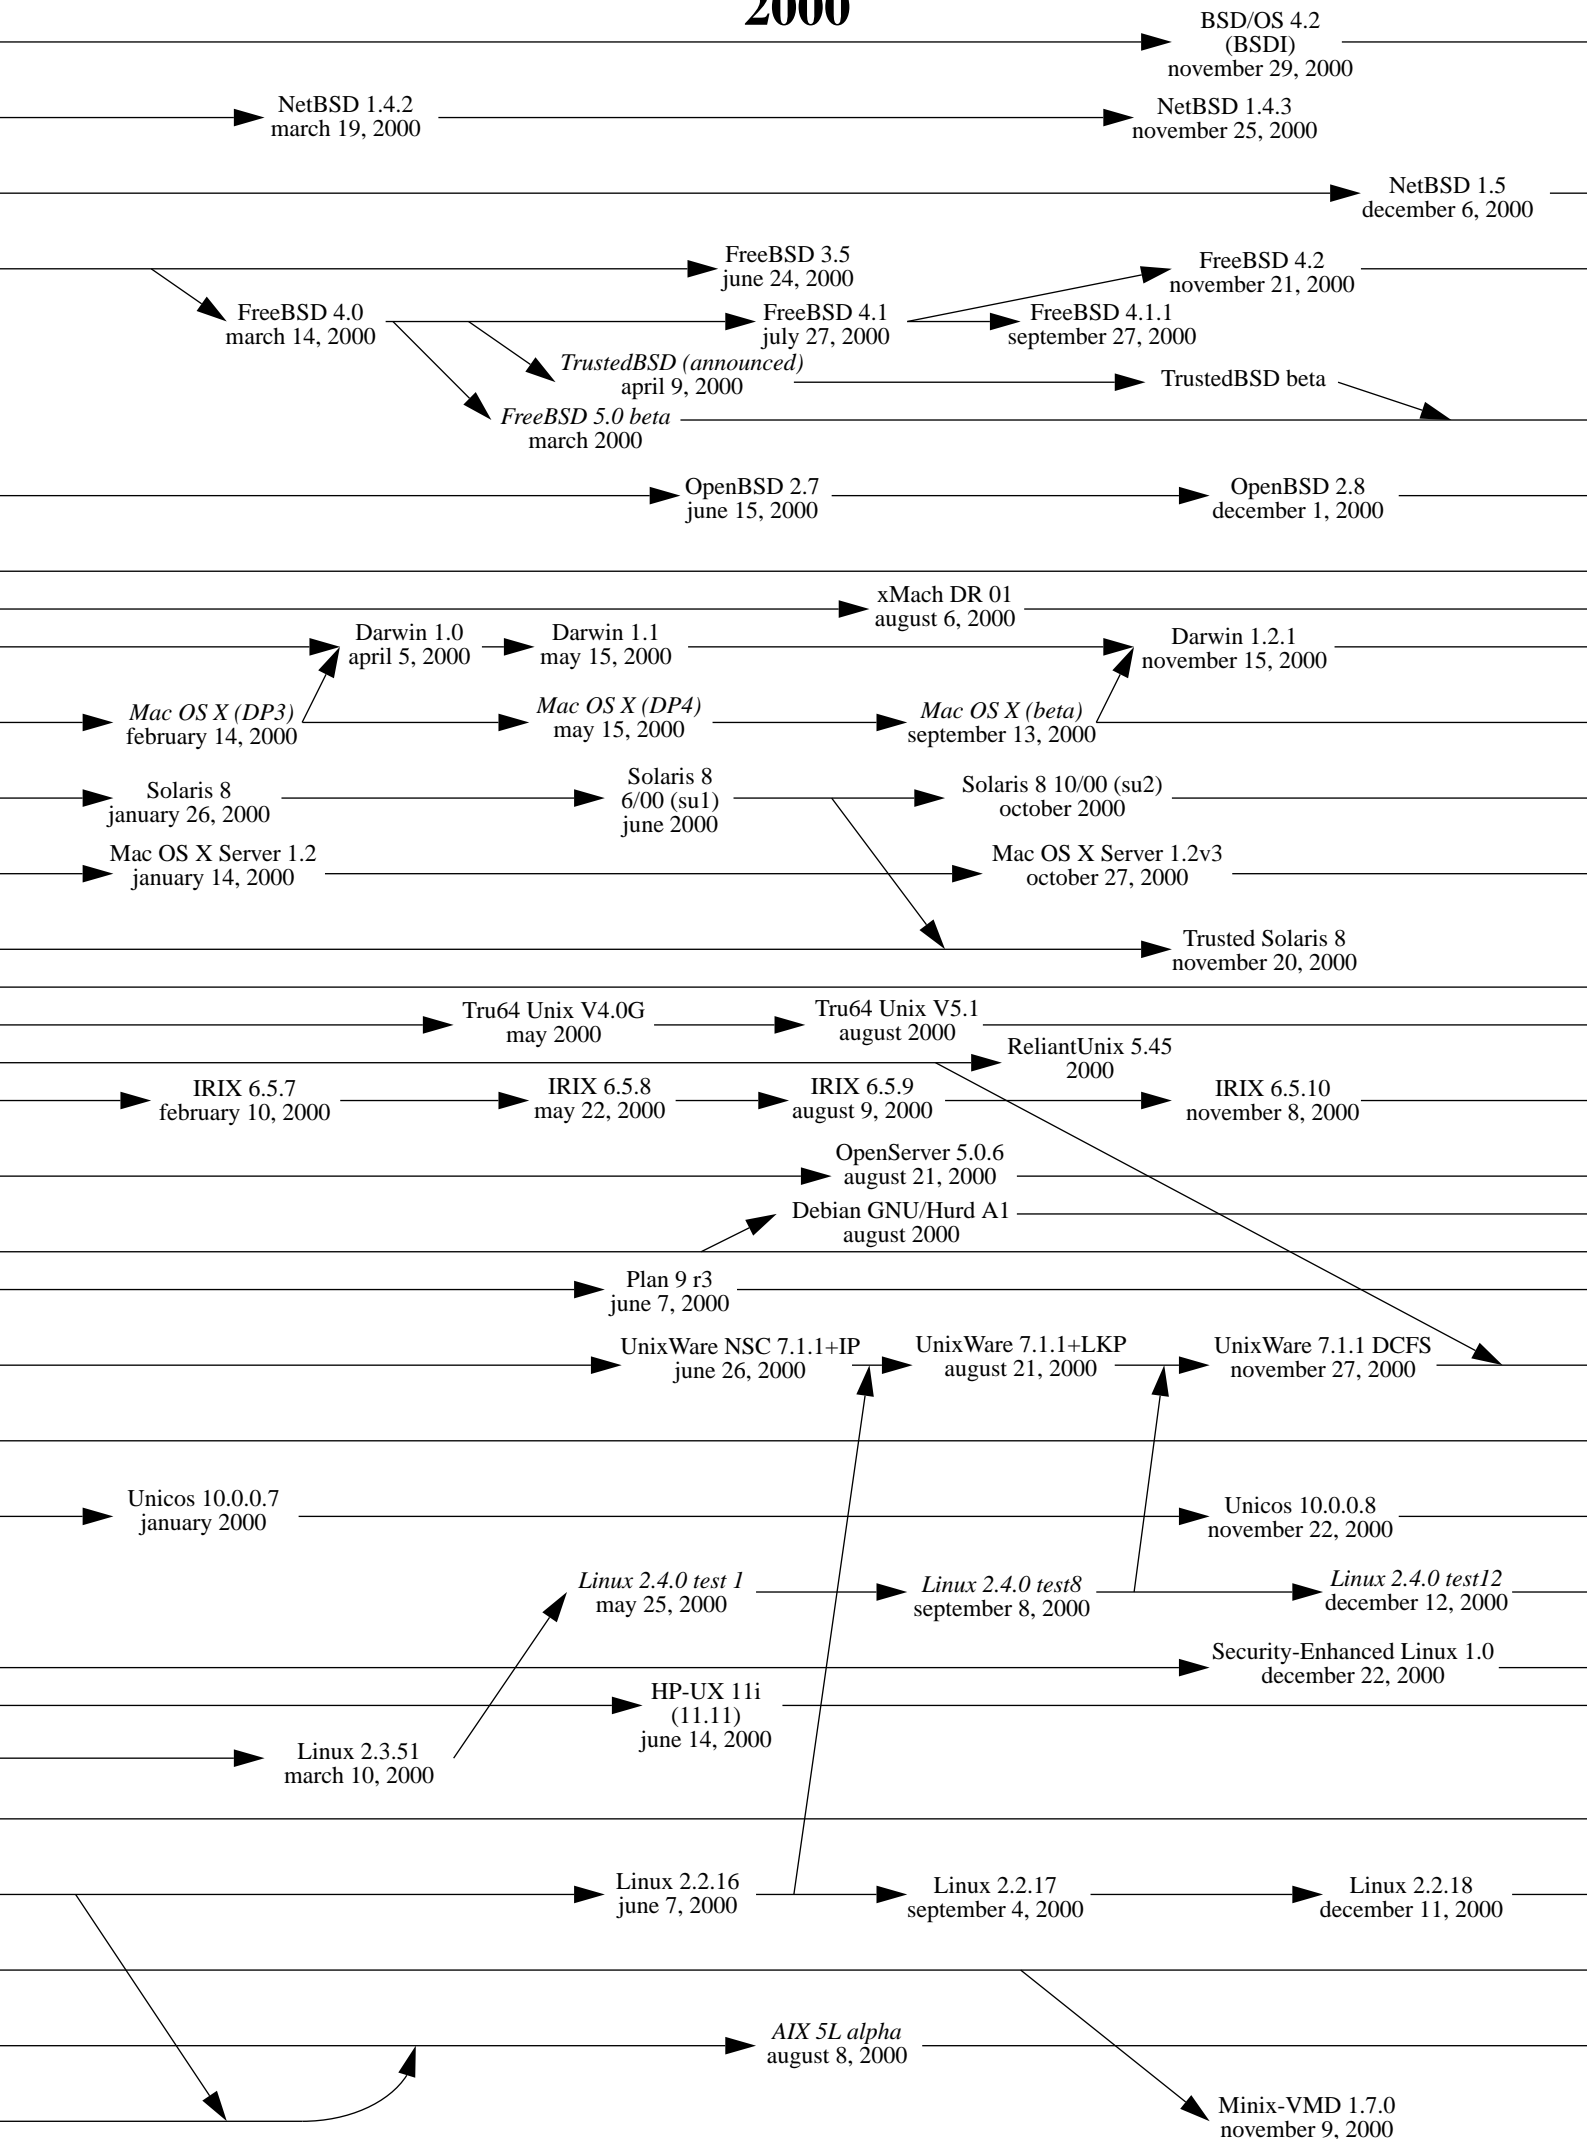 2000
BSD/OS 4.2
(BSDI)
november 29, 2000
NetBSD 1.4.2
march 19, 2000
NetBSD 1.4.3
november 25, 2000
NetBSD 1.5
december 6, 2000
FreeBSD 3.5
june 24, 2000
FreeBSD 4.2
november 21, 2000
FreeBSD 4.0
march 14, 2000
FreeBSD 4.1
july 27, 2000
FreeBSD 4.1.1
september 27, 2000
TrustedBSD (announced)
april 9, 2000
TrustedBSD beta
FreeBSD 5.0 beta
march 2000
OpenBSD 2.7
june 15, 2000
OpenBSD 2.8
december 1, 2000
xMach DR 01
august 6, 2000
Darwin 1.0
april 5, 2000
Darwin 1.1
may 15, 2000
Darwin 1.2.1
november 15, 2000
Mac OS X (DP3)
february 14, 2000
Mac OS X (DP4)
may 15, 2000
Mac OS X (beta)
september 13, 2000
Solaris 8
january 26, 2000
Solaris 8
6/00 (su1)
june 2000
Solaris 8 10/00 (su2)
october 2000
Mac OS X Server 1.2
january 14, 2000
Mac OS X Server 1.2v3
october 27, 2000
Trusted Solaris 8
november 20, 2000
Tru64 Unix V4.0G
may 2000
Tru64 Unix V5.1
august 2000
ReliantUnix 5.45
2000
IRIX 6.5.7
february 10, 2000
IRIX 6.5.8
may 22, 2000
IRIX 6.5.9
august 9, 2000
IRIX 6.5.10
november 8, 2000
OpenServer 5.0.6
august 21, 2000
Debian GNU/Hurd A1
august 2000
Plan 9 r3
june 7, 2000
UnixWare NSC 7.1.1+IP
june 26, 2000
UnixWare 7.1.1+LKP
august 21, 2000
UnixWare 7.1.1 DCFS
november 27, 2000
Unicos 10.0.0.7
january 2000
Unicos 10.0.0.8
november 22, 2000
Linux 2.4.0 test 1
may 25, 2000
Linux 2.4.0 test8
september 8, 2000
Linux 2.4.0 test12
december 12, 2000
Security-Enhanced Linux 1.0
december 22, 2000
HP-UX 11i
(11.11)
june 14, 2000
Linux 2.3.51
march 10, 2000
Linux 2.2.16
june 7, 2000
Linux 2.2.17
september 4, 2000
Linux 2.2.18
december 11, 2000
AIX 5L alpha
august 8, 2000
Minix-VMD 1.7.0
november 9, 2000